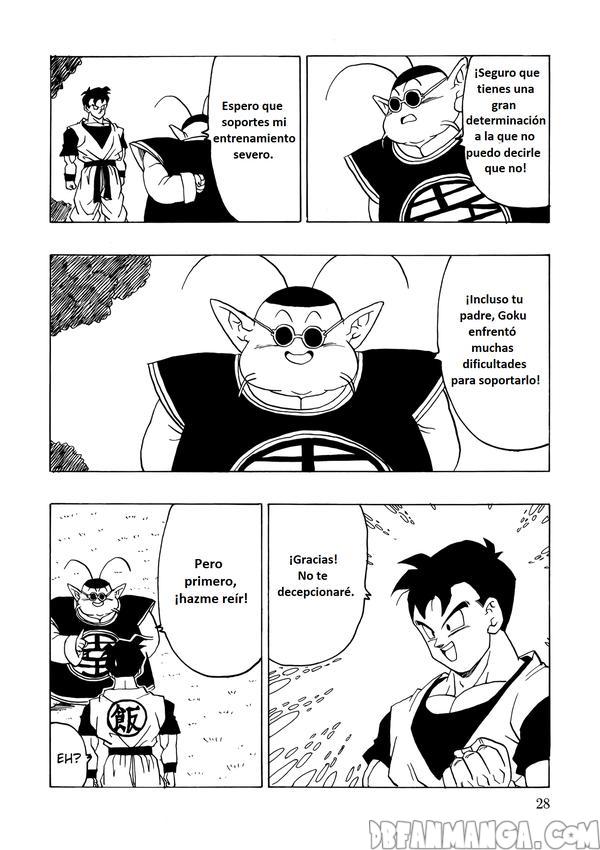 ¡Seguro que
tienes una
gran
determinación
a la que no
puedo decirle
que no!
Espero que
soportes mi
entrenamiento
severo.
¡Incluso tu
padre, Goku
enfrentó
muchas
dificultades
para soportarlo!
¡Gracias!
No te
decepcionaré.
Pero
primero,
¡hazme reír!
飯
EH?
28
DBFANMANGA.COM